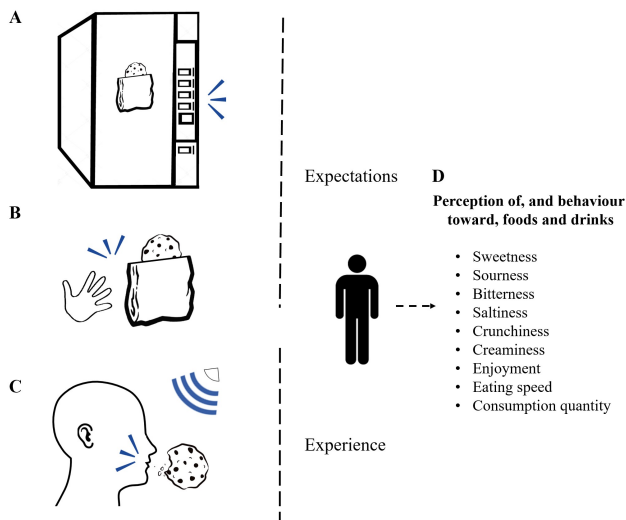 A
B
C
Expectations
Experience
D
Perception of, and behaviour
toward, foods and drinks
• Sweetness
• Sourness
• Bitterness
• Saltiness
• Crunchiness
• Creaminess
• Enjoyment
• Eating speed
• Consumption quantity